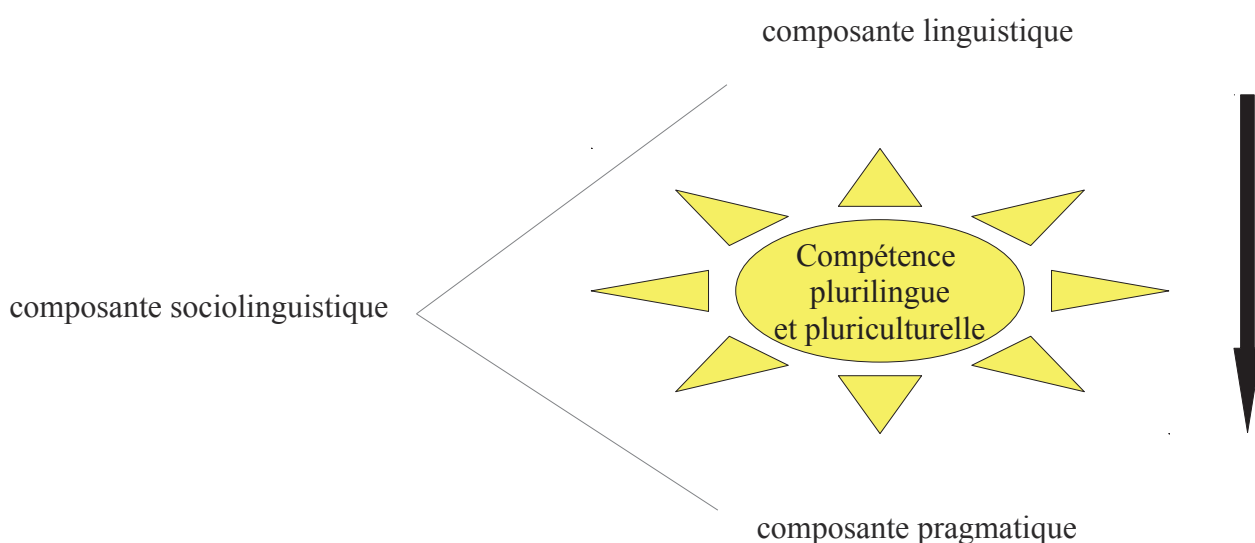 composante linguistique
Compétence
plurilingue
et pluriculturelle
composante sociolinguistique
composante pragmatique